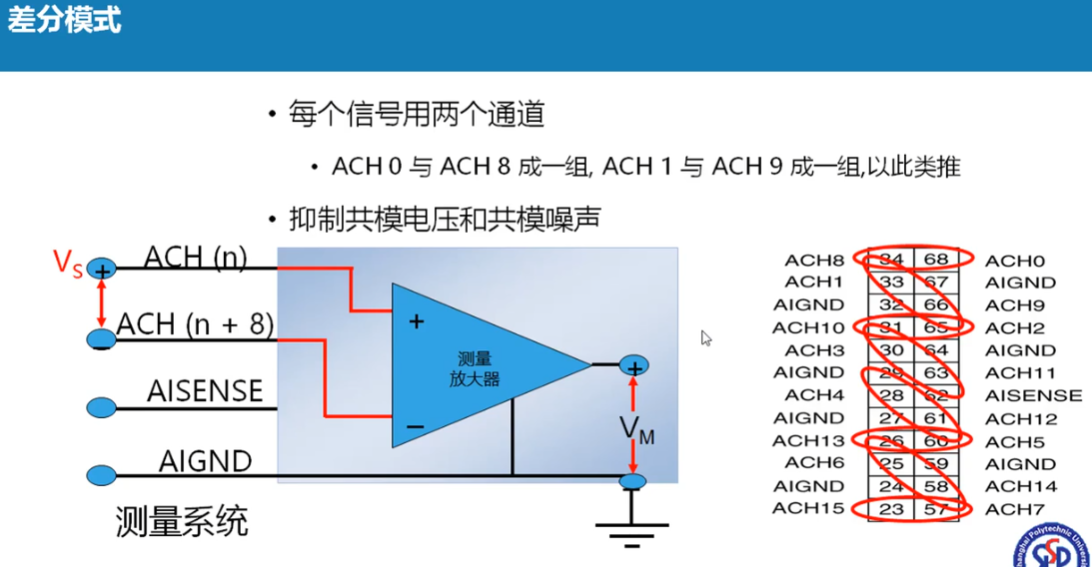 差分模式
• 每个信号用两个通道
• ACH 0 与 ACH 8 成一组, ACH 1 与 ACH 9 成一组,以此类推
• 抑制共模电压和共模噪声
VS
+
ACH (n)
ACH (n + 8)
AISENSE
AIGND
测量系统
+
测量
放大器
−
+
VM
ACH8 34 68 ACH0
ACH1 33 67 AIGND
AIGND 32 66 ACH9
ACH10 31 65 ACH2
ACH3 30 64 AIGND
AIGND 29 63 ACH11
ACH4 28 62 AISENSE
AIGND 27 61 ACH12
ACH13 26 60 ACH5
ACH6 25 59 AIGND
AIGND 24 58 ACH14
ACH15 23 57 ACH7